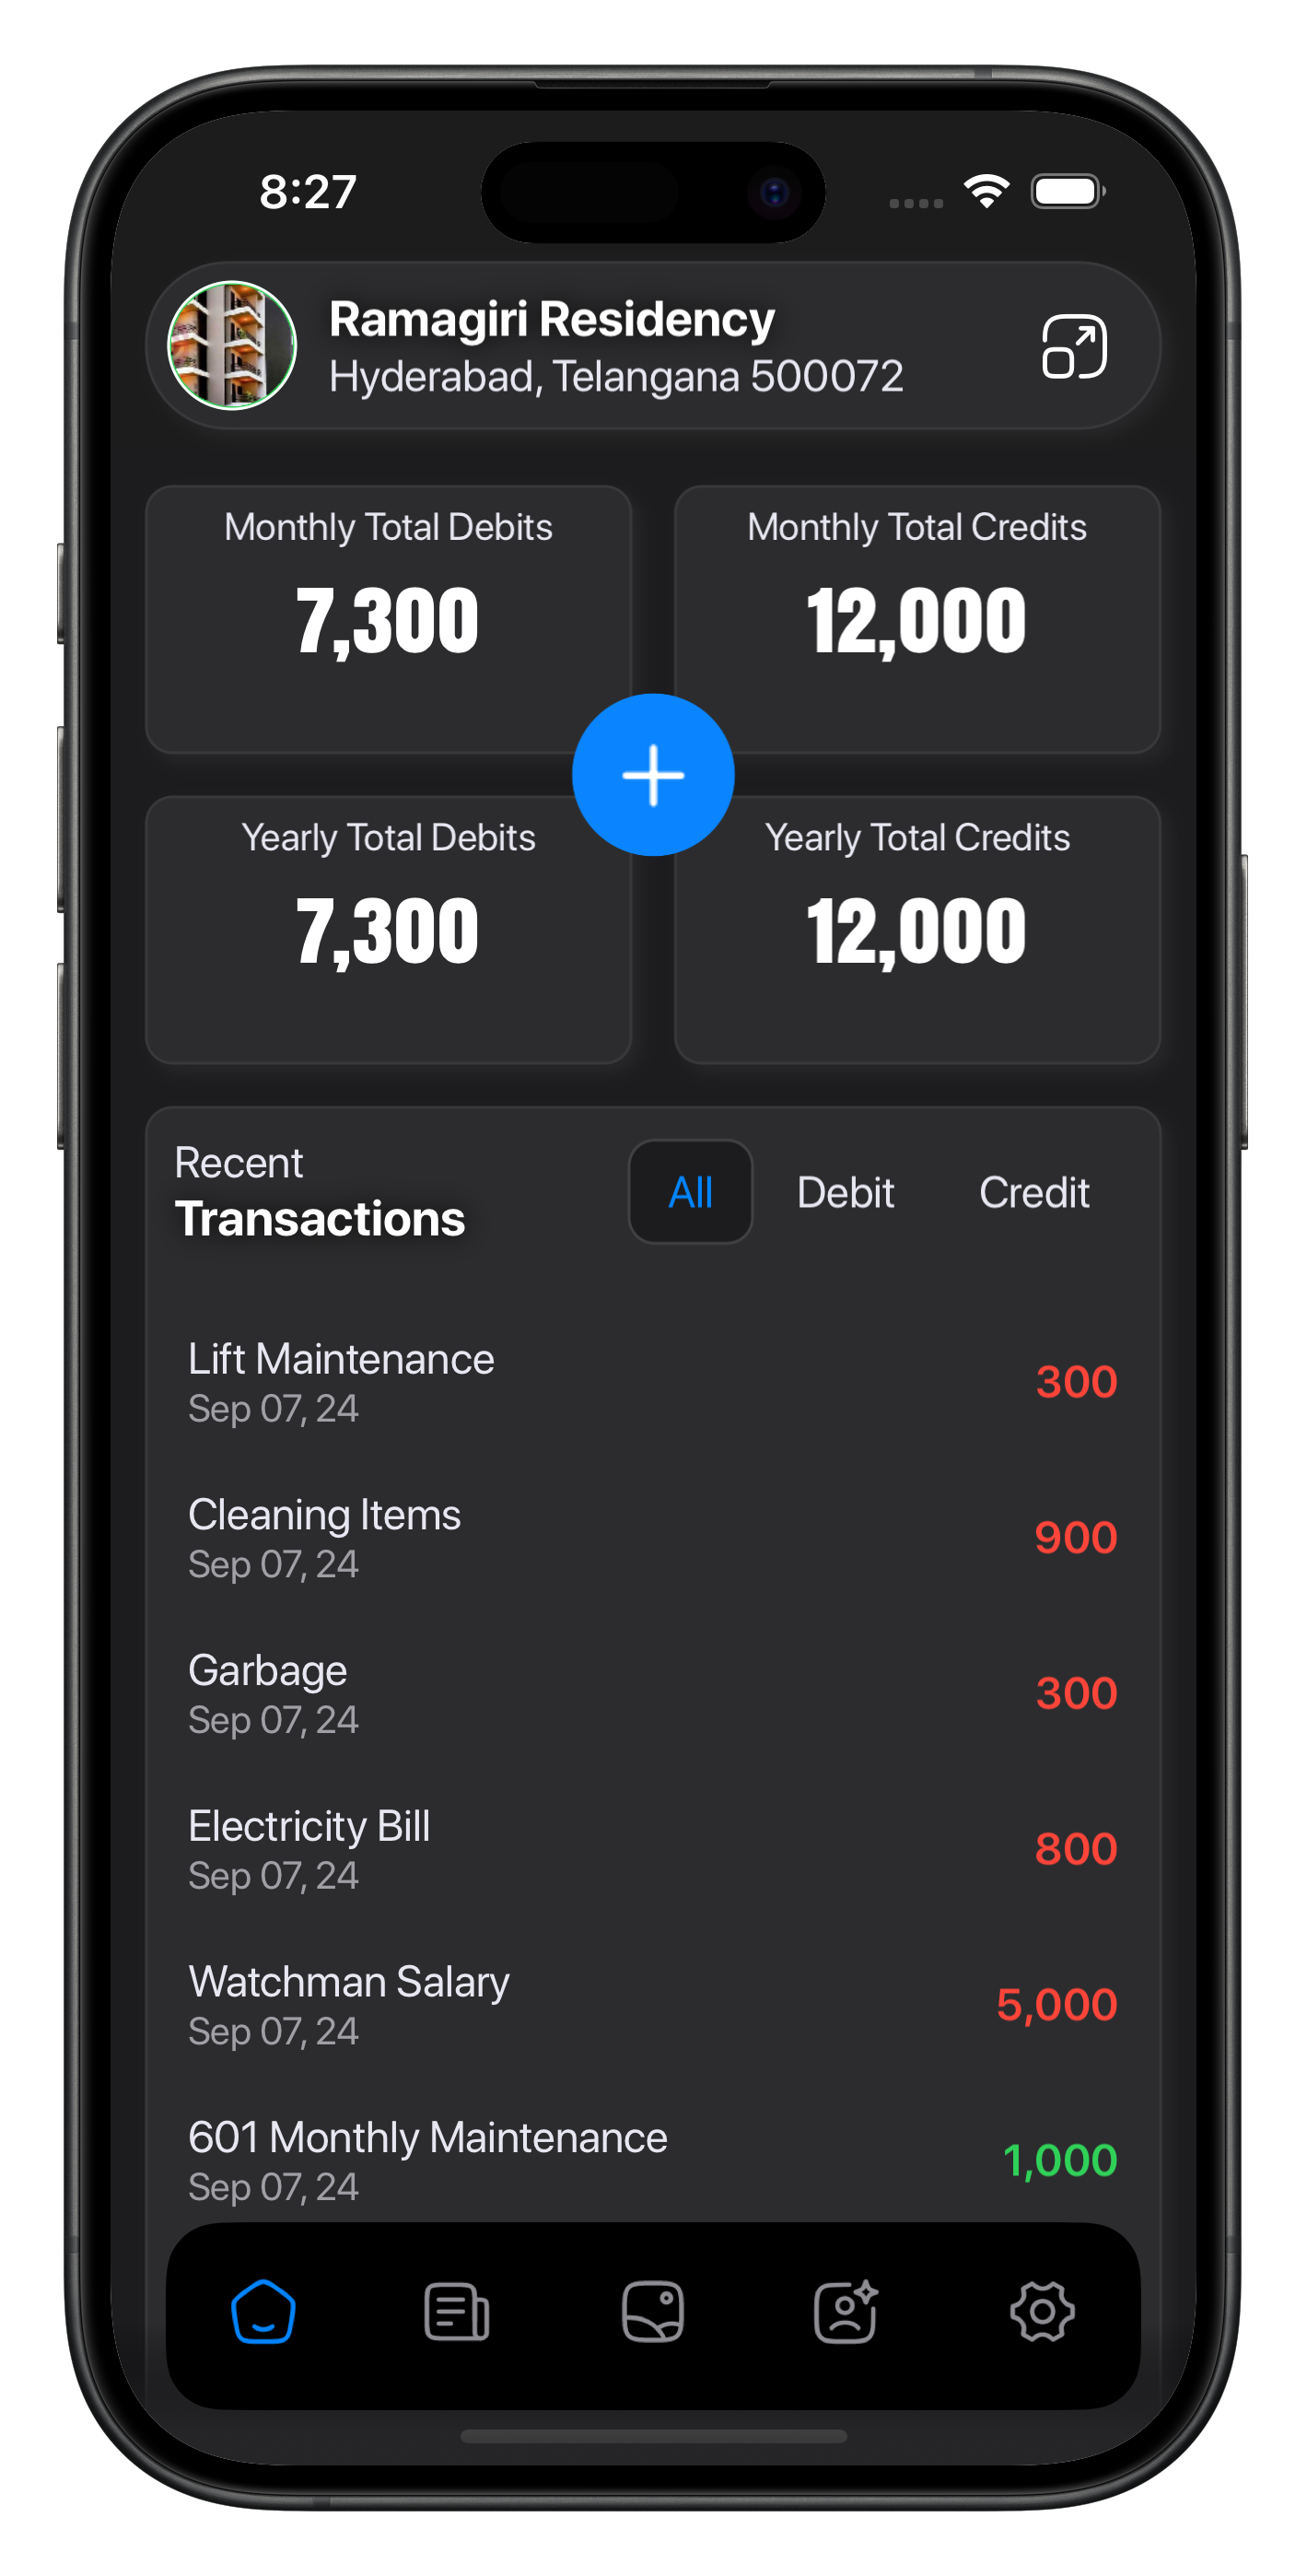 8:27
Ramagiri Residency
Hyderabad, Telangana 500072
Monthly Total Debits
7,300
Monthly Total Credits
12,000
Yearly Total Debits
7,300
Yearly Total Credits
12,000
Recent
Transactions
All Debit Credit
Lift Maintenance
Sep 07, 24
300
Cleaning Items
Sep 07, 24
900
Garbage
Sep 07, 24
300
Electricity Bill
Sep 07, 24
800
Watchman Salary
Sep 07, 24
5,000
601 Monthly Maintenance
Sep 07, 24
1,000